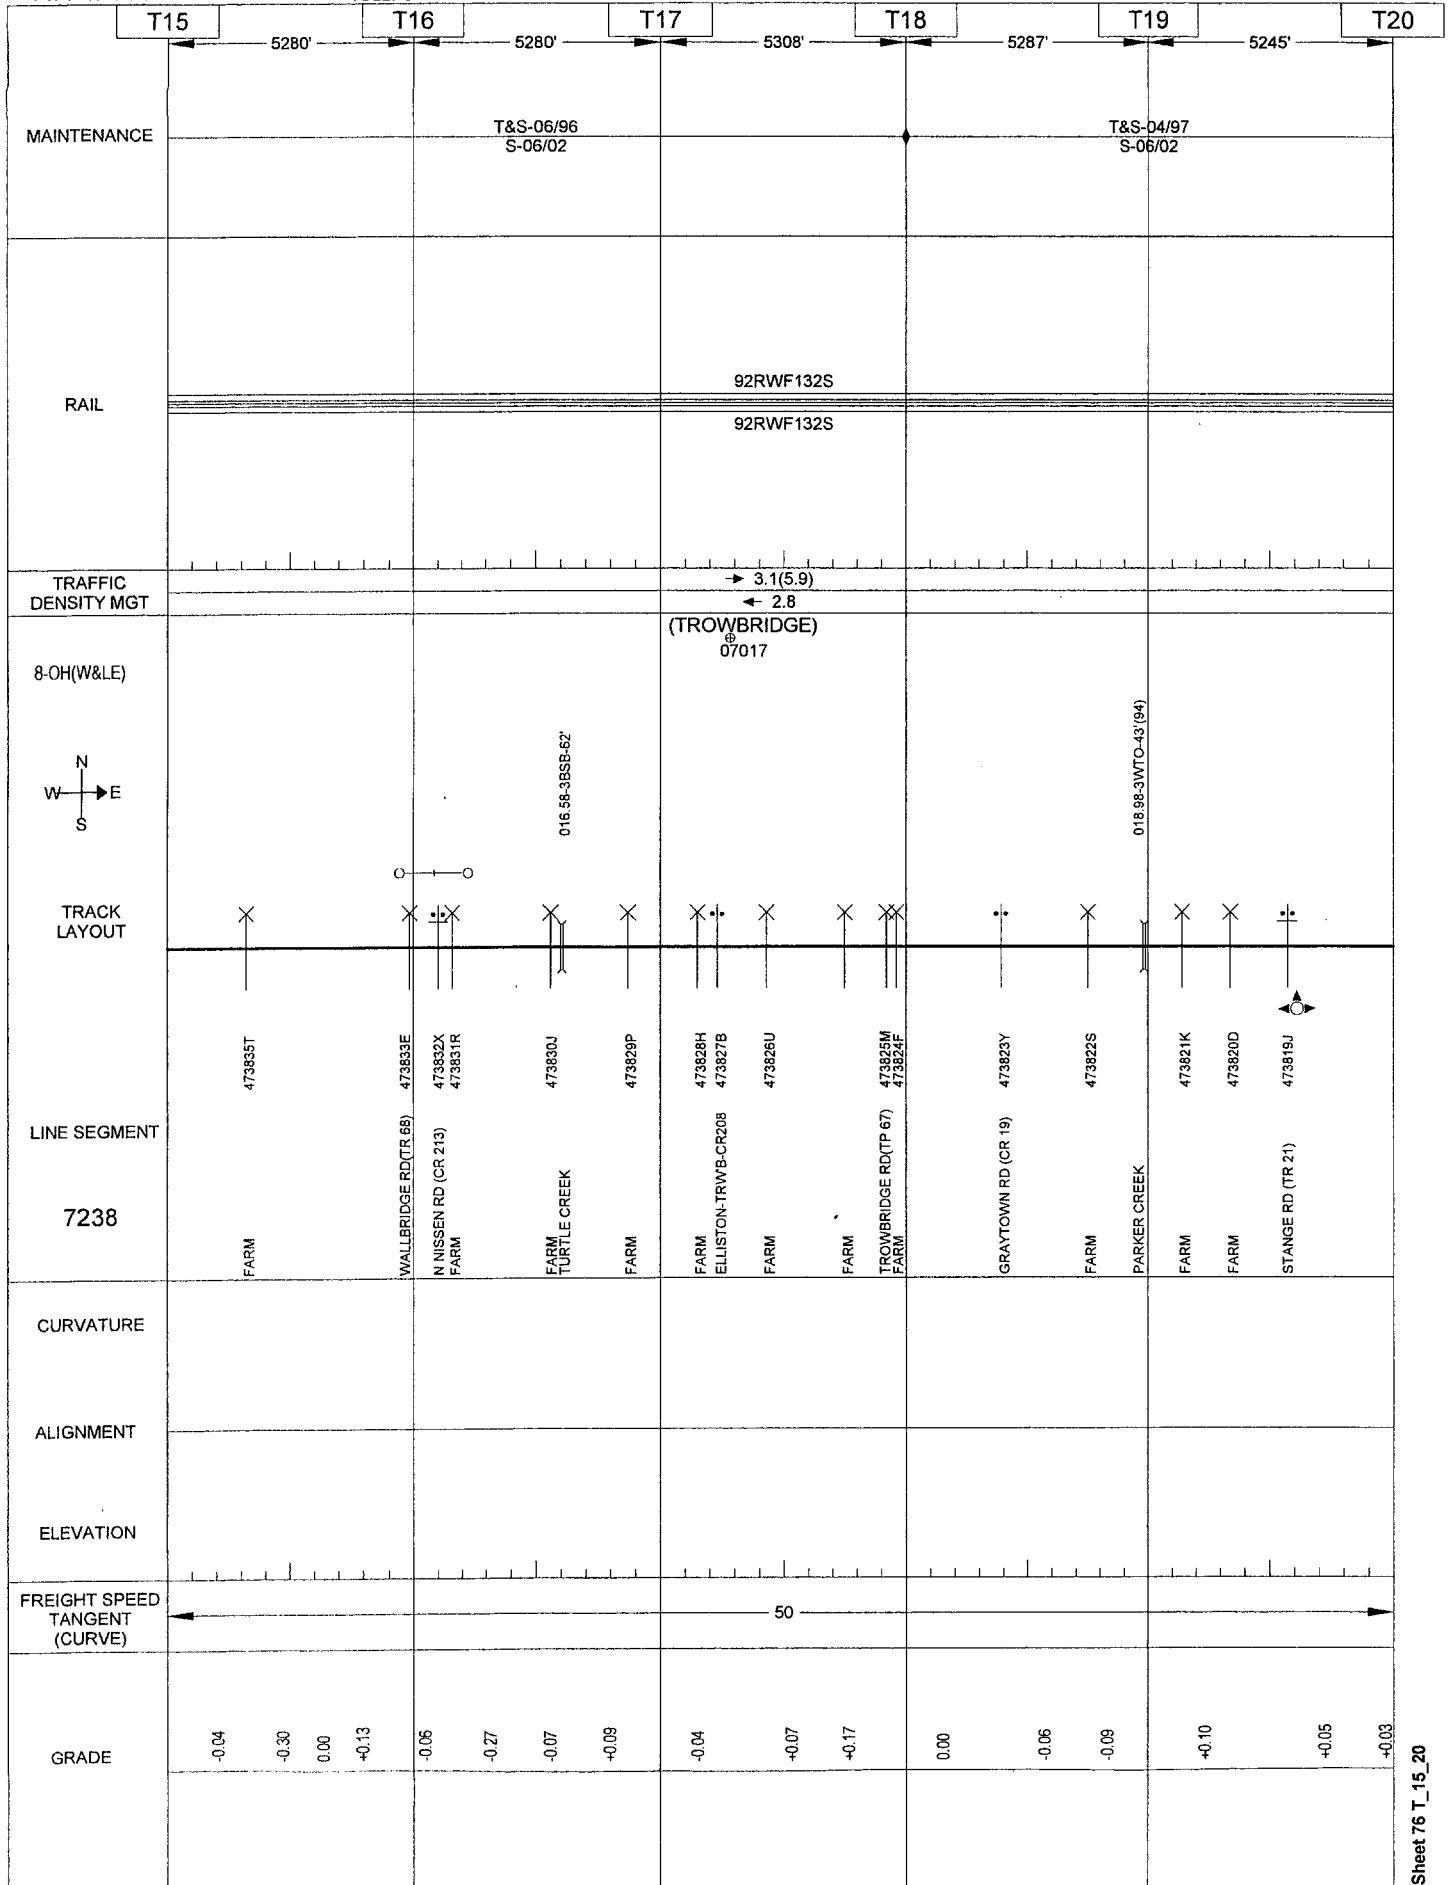 T15 T16 T17 T18 T19 T20
5280' 5280' 5308' 5287' 5245'
MAINTENANCE
T&S-06/96
S-06/02
T&S-04/97
S-06/02
RAIL
92RWF132S
92RWF132S
TRAFFIC
DENSITY MGT
3.1(5.9)
2.8
(TROWBRIDGE)
07017
8-OH(W&LE)
N
W E
S
016.58-3BSB-62'
018.98-3WTO-43'(94)
TRACK
LAYOUT
473835T
473833E
473832X
473831R
473830J
473829P
473828H
473827B
473826U
473825M
473824F
473823Y
473822S
473821K
473820D
473819J
LINE SEGMENT
7238
FARM
WALLBRIDGE RD(TR 68)
N NISSEN RD (CR 213)
FARM
FARM
TURTLE CREEK
FARM
FARM
ELLISTON-TRWB-CR208
FARM
FARM
TROWBRIDGE RD(TP 67)
FARM
GRAYTOWN RD (CR 19)
FARM
PARKER CREEK
FARM
FARM
STANGE RD (TR 21)
CURVATURE
ALIGNMENT
ELEVATION
FREIGHT SPEED
TANGENT
(CURVE)
50
GRADE
-0.04
-0.30
0.00
+0.13
-0.05
-0.27
-0.07
+0.09
-0.04
+0.07
+0.17
0.00
-0.06
-0.09
+0.10
+0.05
+0.03
Sheet 76 T_15_20